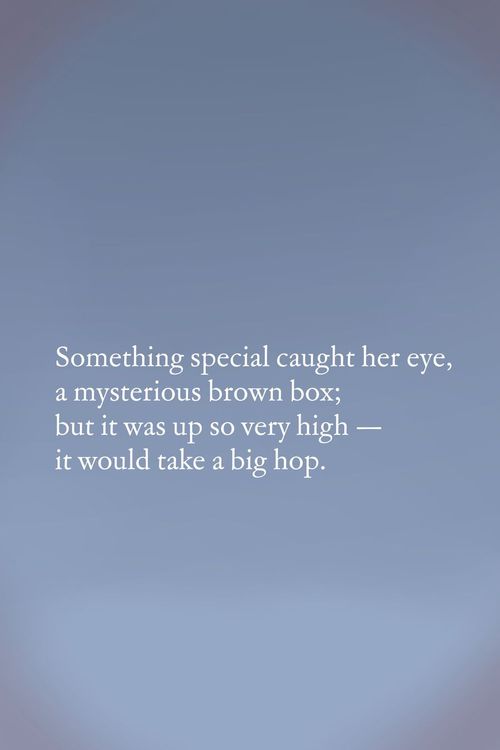 Something special caught her eye,
a mysterious brown box;
but it was up so very high —
it would take a big hop.